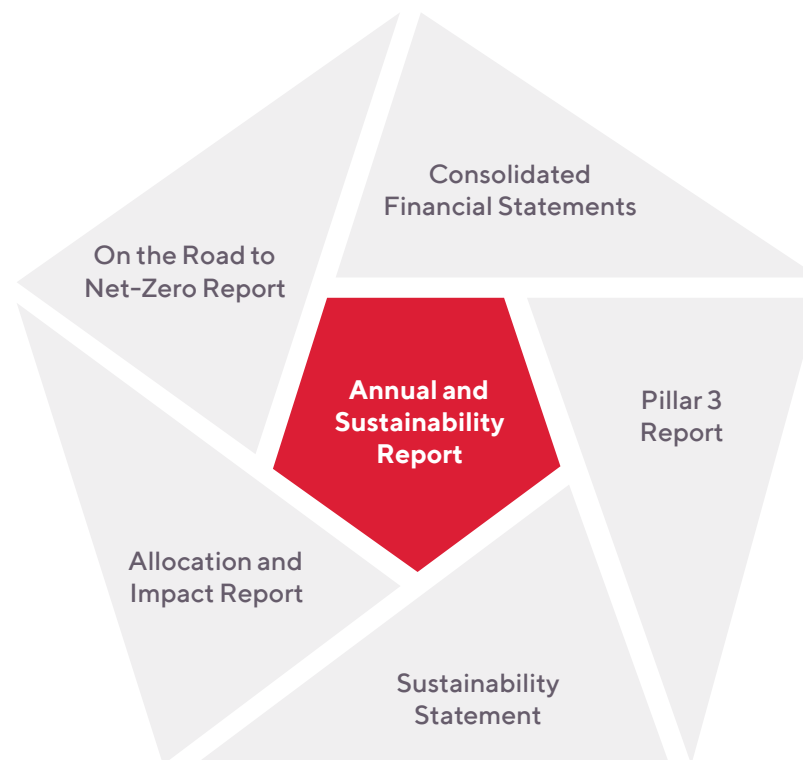 Consolidated
Financial Statements
On the Road to
Net-Zero Report
Annual and
Sustainability
Report
Pillar 3
Report
Allocation and
Impact Report
Sustainability
Statement